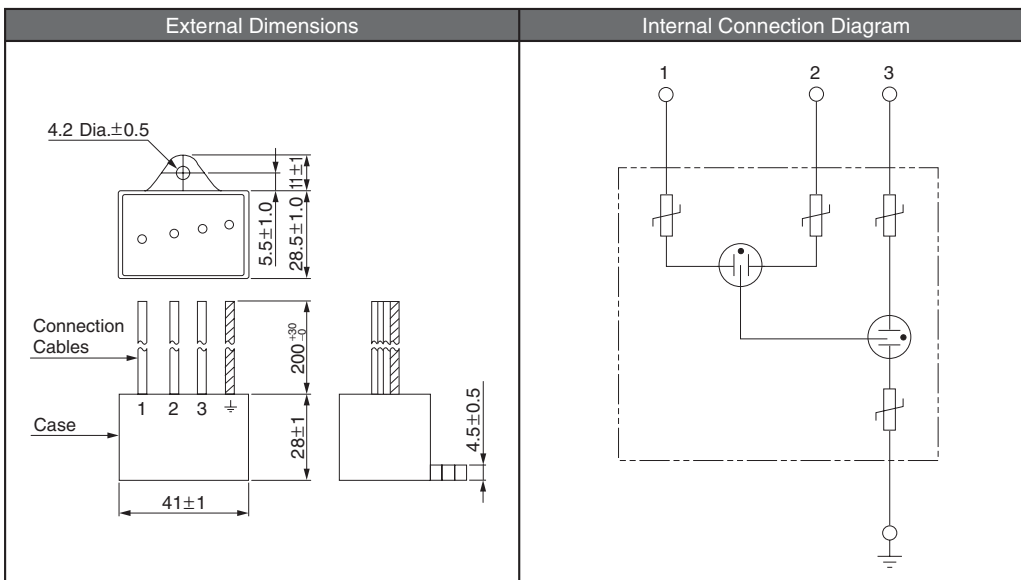 External Dimensions
Internal Connection Diagram
4.2 Dia.±0.5
11±1
5.5±1.0
28.5±1.0
Connection
Cables
200 +30 -0
1 2 3
Case
28±1
4.5±0.5
41±1
1 2 3